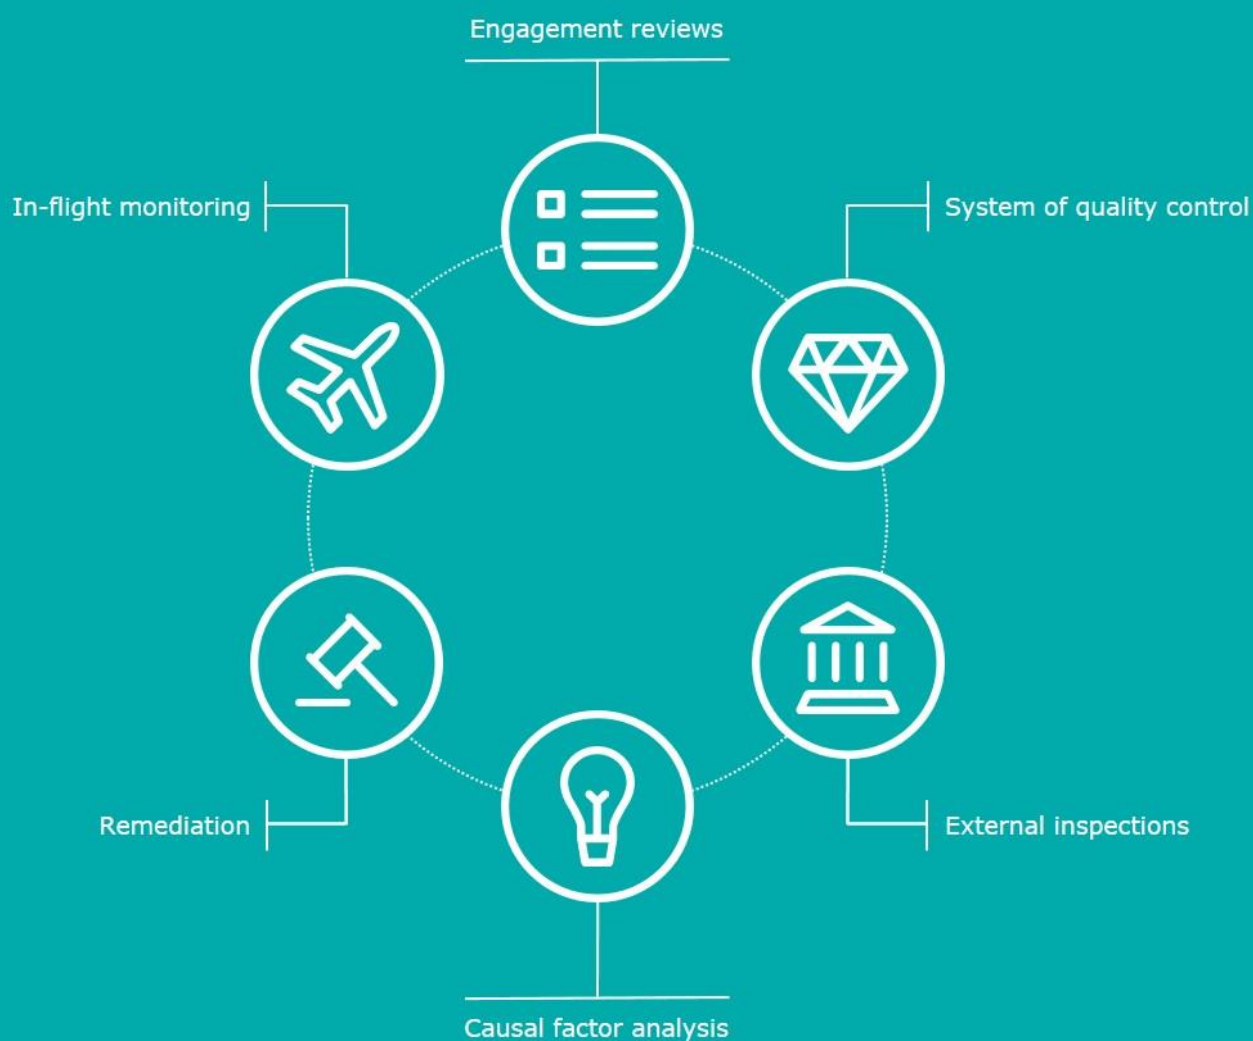 Engagement reviews
In-flight monitoring
System of quality control
Remediation
External inspections
Causal factor analysis